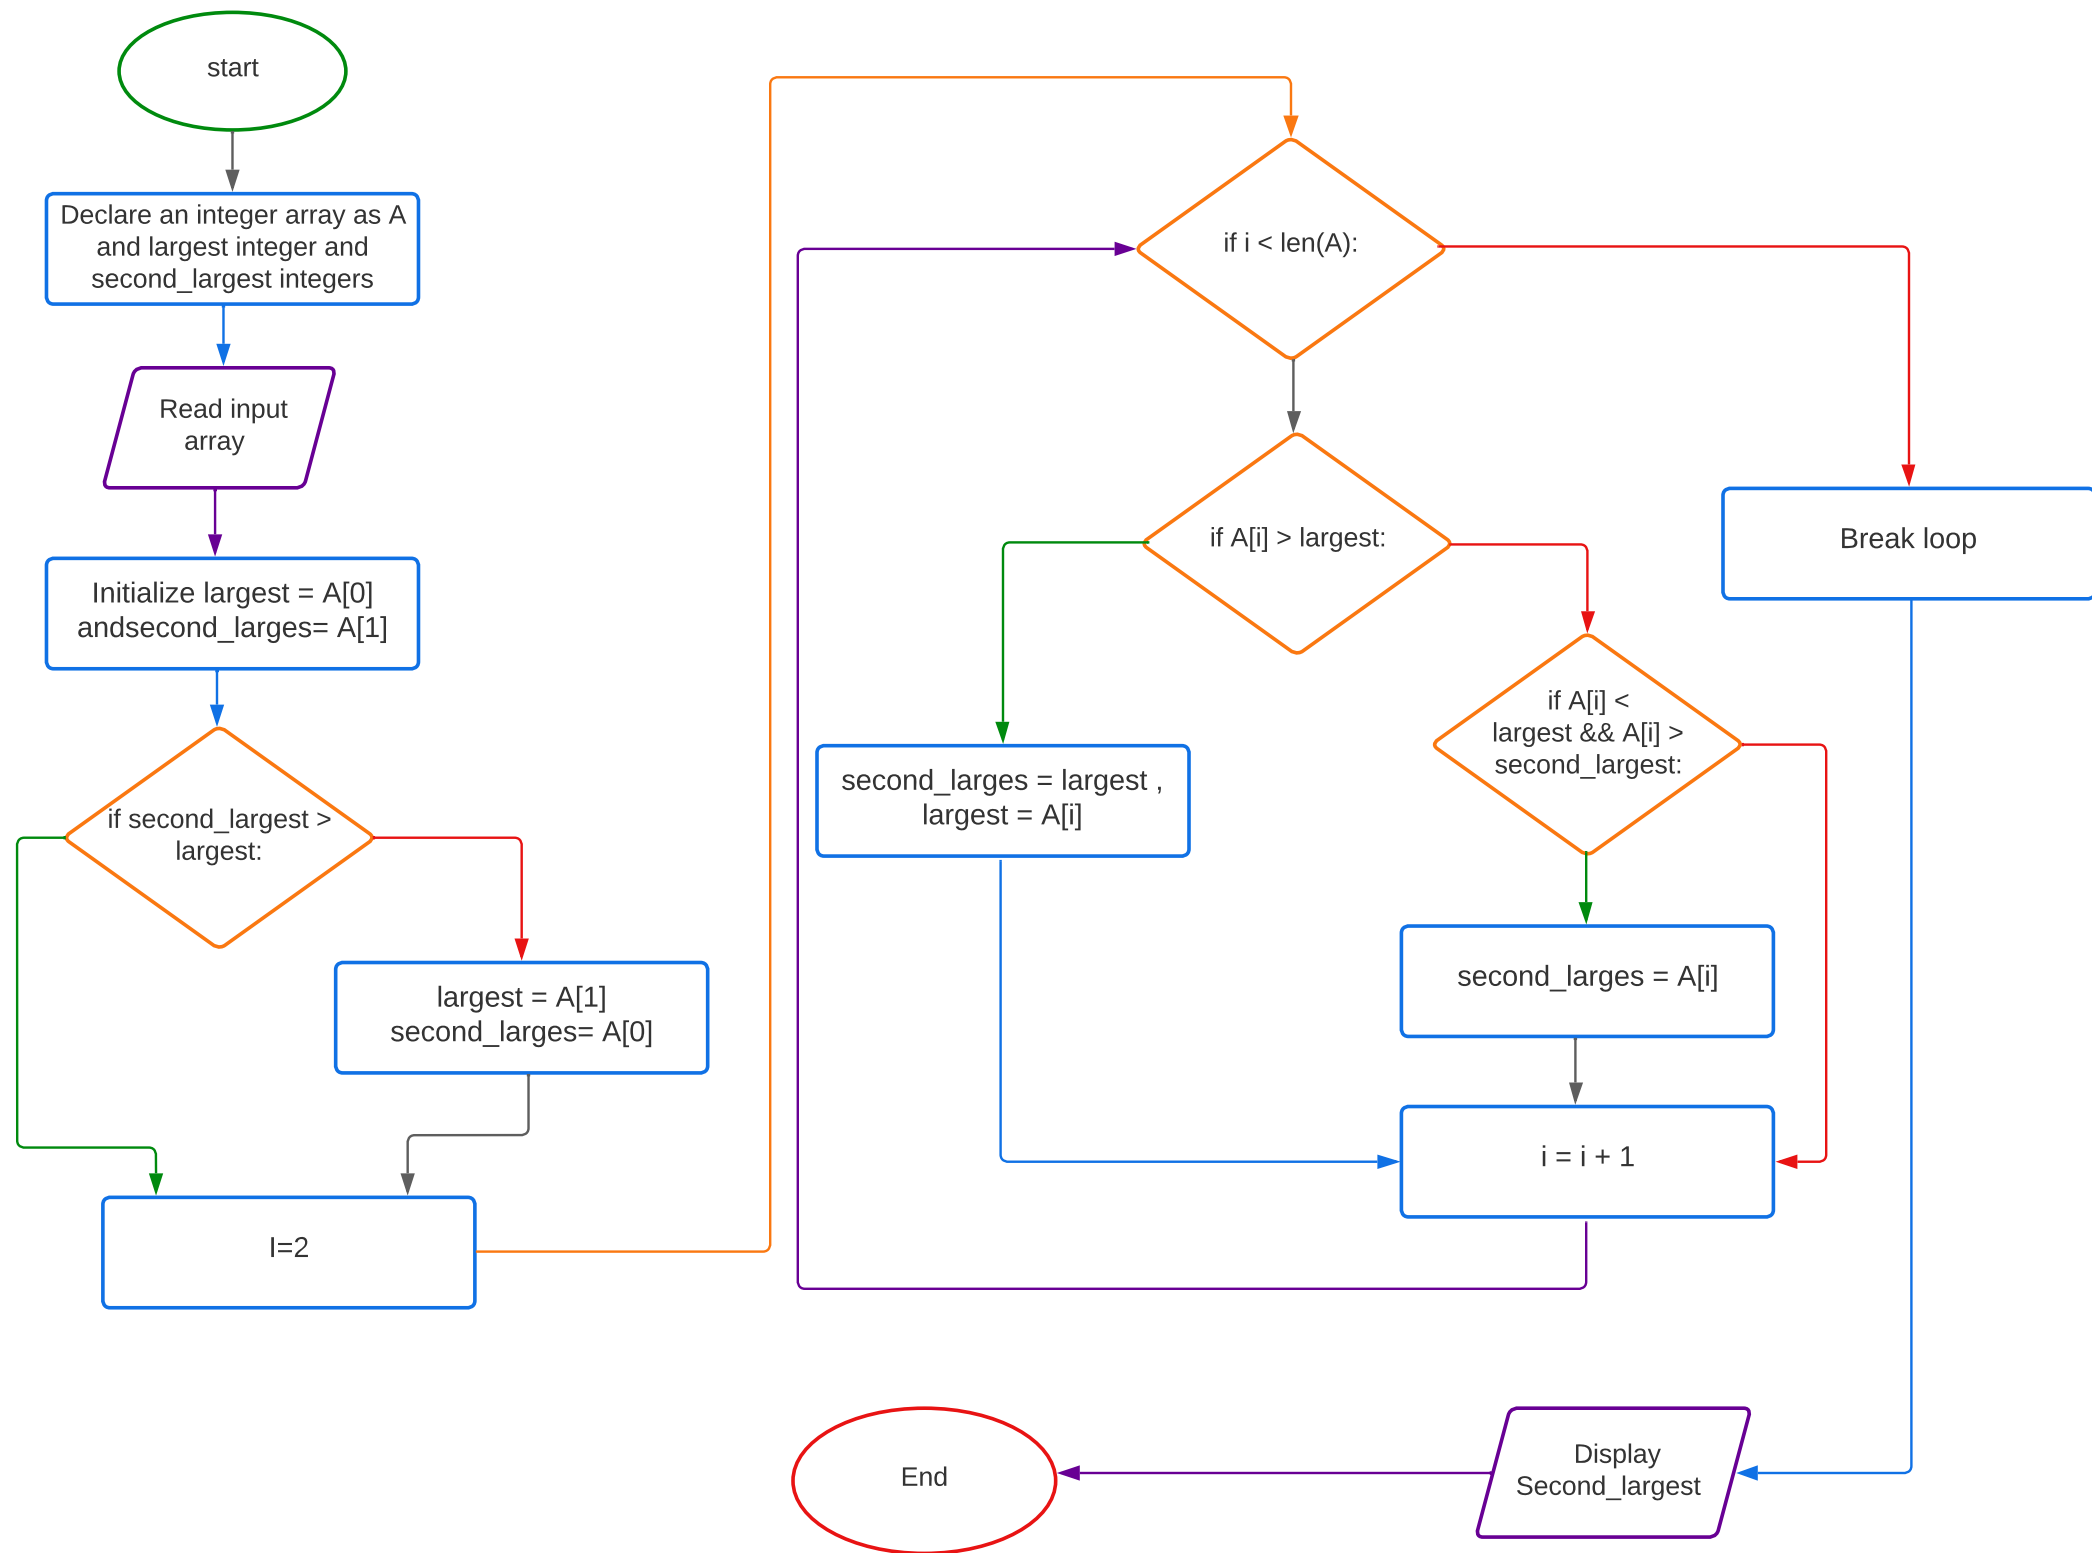 start
Declare an integer array as A
and largest integer and
second_largest integers
Read input
array
Initialize largest = A[0]
andsecond_larges= A[1]
if second_largest >
largest:
largest = A[1]
second_larges= A[0]
I=2
if i < len(A):
if A[i] > largest:
second_larges = largest ,
largest = A[i]
if A[i] <
largest && A[i] >
second_largest:
second_larges = A[i]
i = i + 1
Break loop
Display
Second_largest
End